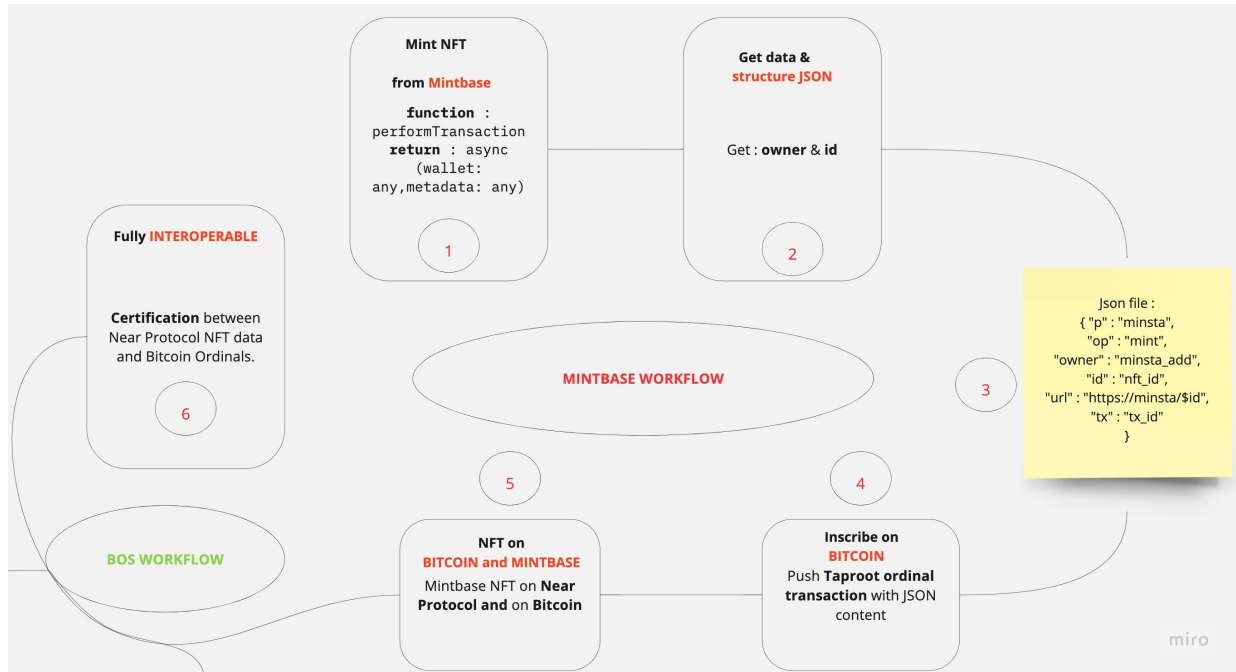 Mint NFT
from Mintbase
function :
performTransaction
return : async
(wallet:
any,metadata: any)
1
Get data &
structure JSON
Get : owner & id
2
Json file :
{ "p" : "minsta",
"op" : "mint",
"owner" : "minsta_add",
"id" : "nft_id",
"url" : "https://minsta/$id",
"tx" : "tx_id"
}
3
Inscribe on
BITCOIN
Push Taproot ordinal
transaction with JSON
content
4
NFT on
BITCOIN and MINTBASE
Mintbase NFT on Near
Protocol and on Bitcoin
5
Fully INTEROPERABLE
Certification between
Near Protocol NFT data
and Bitcoin Ordinals.
6
MINTBASE WORKFLOW
BOS WORKFLOW
miro